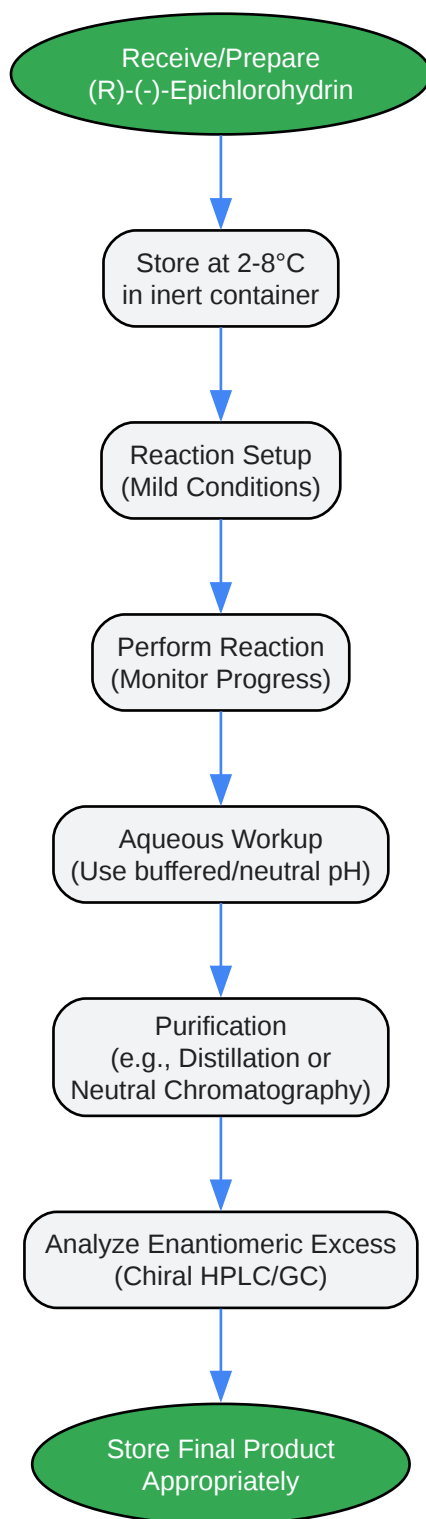 Receive/Prepare
(R)-(-)-Epichlorohydrin
Store at 2-8°C
in inert container
Reaction Setup
(Mild Conditions)
Perform Reaction
(Monitor Progress)
Aqueous Workup
(Use buffered/neutral pH)
Purification
(e.g., Distillation or
Neutral Chromatography)
Analyze Enantiomeric Excess
(Chiral HPLC/GC)
Store Final Product
Appropriately